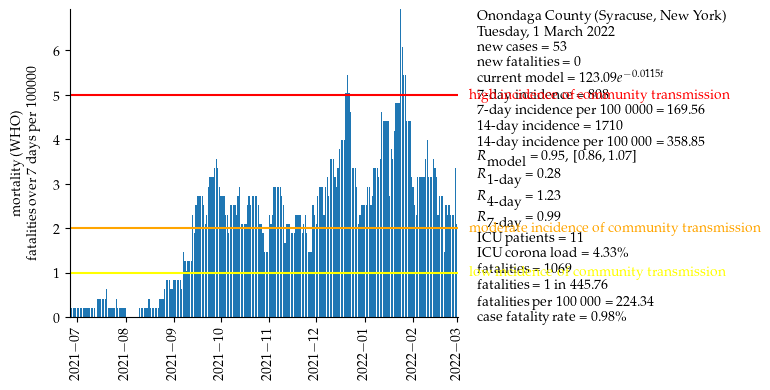 mortality (WHO)
fatalities over 7 days per 100000
6
5
4
3
2
1
0
2021−07
2021−08
2021−09
2021−10
2021−11
2021−12
2022−01
2022−02
2022−03
Onondaga County (Syracuse, New York)
Tuesday, 1 March 2022
new cases = 53
new fatalities = 0
current model = 123.09e^{−0.0115t}
7-day incidence = 808
high incidence of community transmission
7-day incidence per 100 0000 = 169.56
14-day incidence = 1710
14-day incidence per 100 000 = 358.85
R_model = 0.95, [0.86, 1.07]
R_1-day = 0.28
R_4-day = 1.23
R_7-day = 0.99
moderate incidence of community transmission
ICU patients = 11
ICU corona load = 4.33%
fatalities = 1069
low incidence of community transmission
fatalities = 1 in 445.76
fatalities per 100 000 = 224.34
case fatality rate = 0.98%